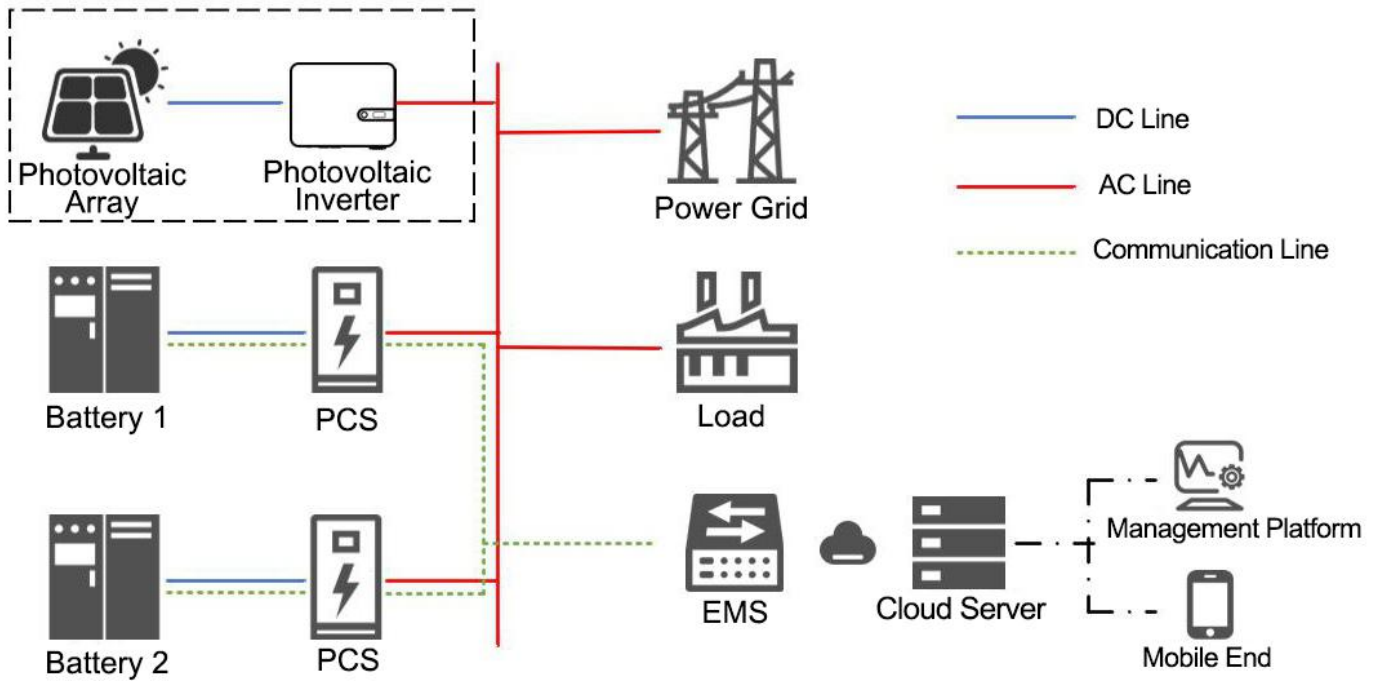 Photovoltaic
Array
Photovoltaic
Inverter
Power Grid
DC Line
AC Line
Communication Line
Battery 1
PCS
Load
Battery 2
PCS
EMS
Cloud Server
Management Platform
Mobile End